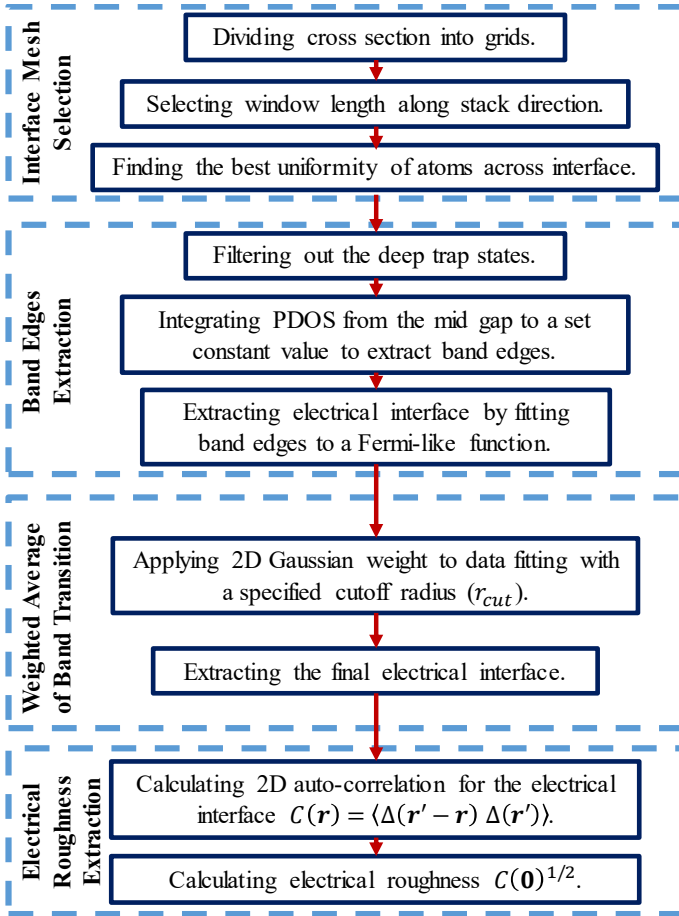 Interface Mesh
Selection
Dividing cross section into grids.
Selecting window length along stack direction.
Finding the best uniformity of atoms across interface.
Band Edges
Extraction
Filtering out the deep trap states.
Integrating PDOS from the mid gap to a set
constant value to extract band edges.
Extracting electrical interface by fitting
band edges to a Fermi-like function.
Weighted Average
of Band Transition
Applying 2D Gaussian weight to data fitting with
a specified cutoff radius (r_{cut}).
Extracting the final electrical interface.
Electrical
Roughness
Extraction
Calculating 2D auto-correlation for the electrical
interface C(r) = ⟨Δ(r′ − r) Δ(r′)⟩.
Calculating electrical roughness C(0)^{1/2}.